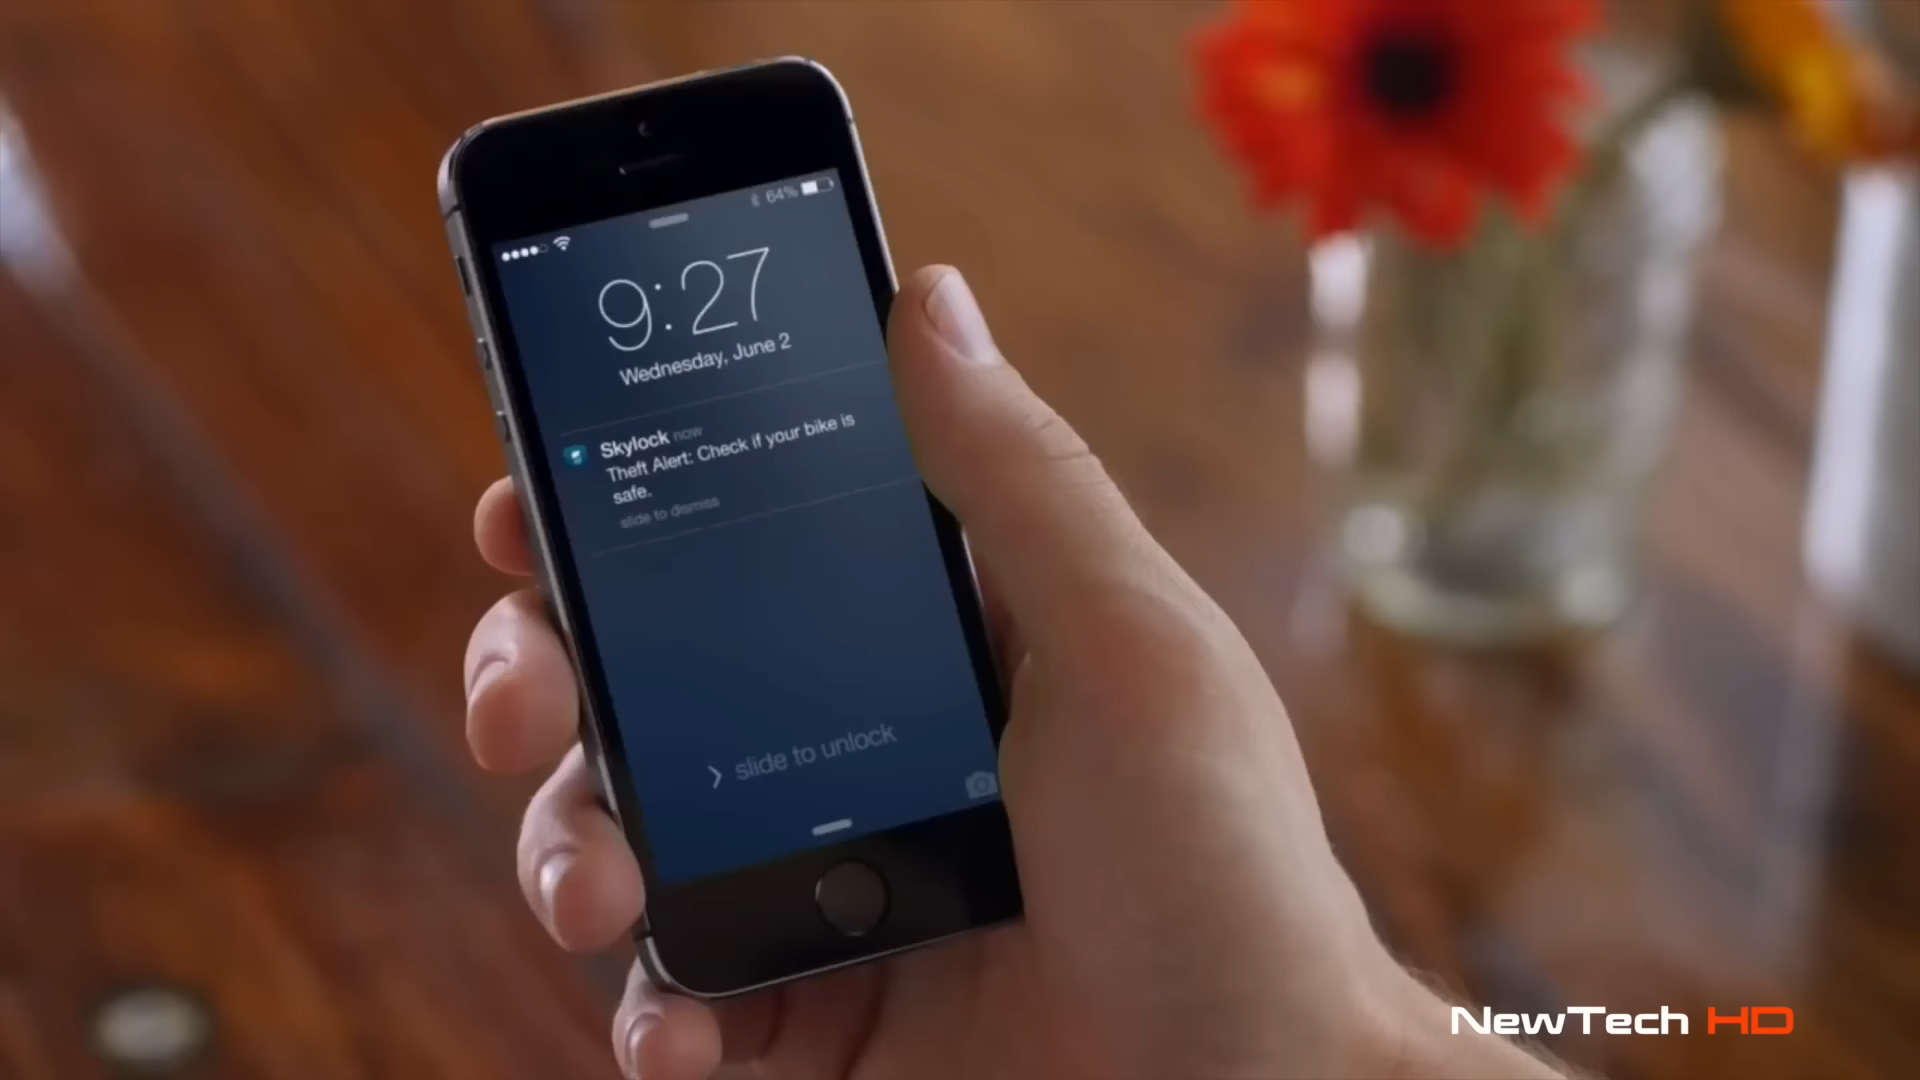 64%
9:27
Wednesday, June 2
Skylock now
Theft Alert: Check if your bike is
safe.
slide to dismiss
slide to unlock
NewTech HD